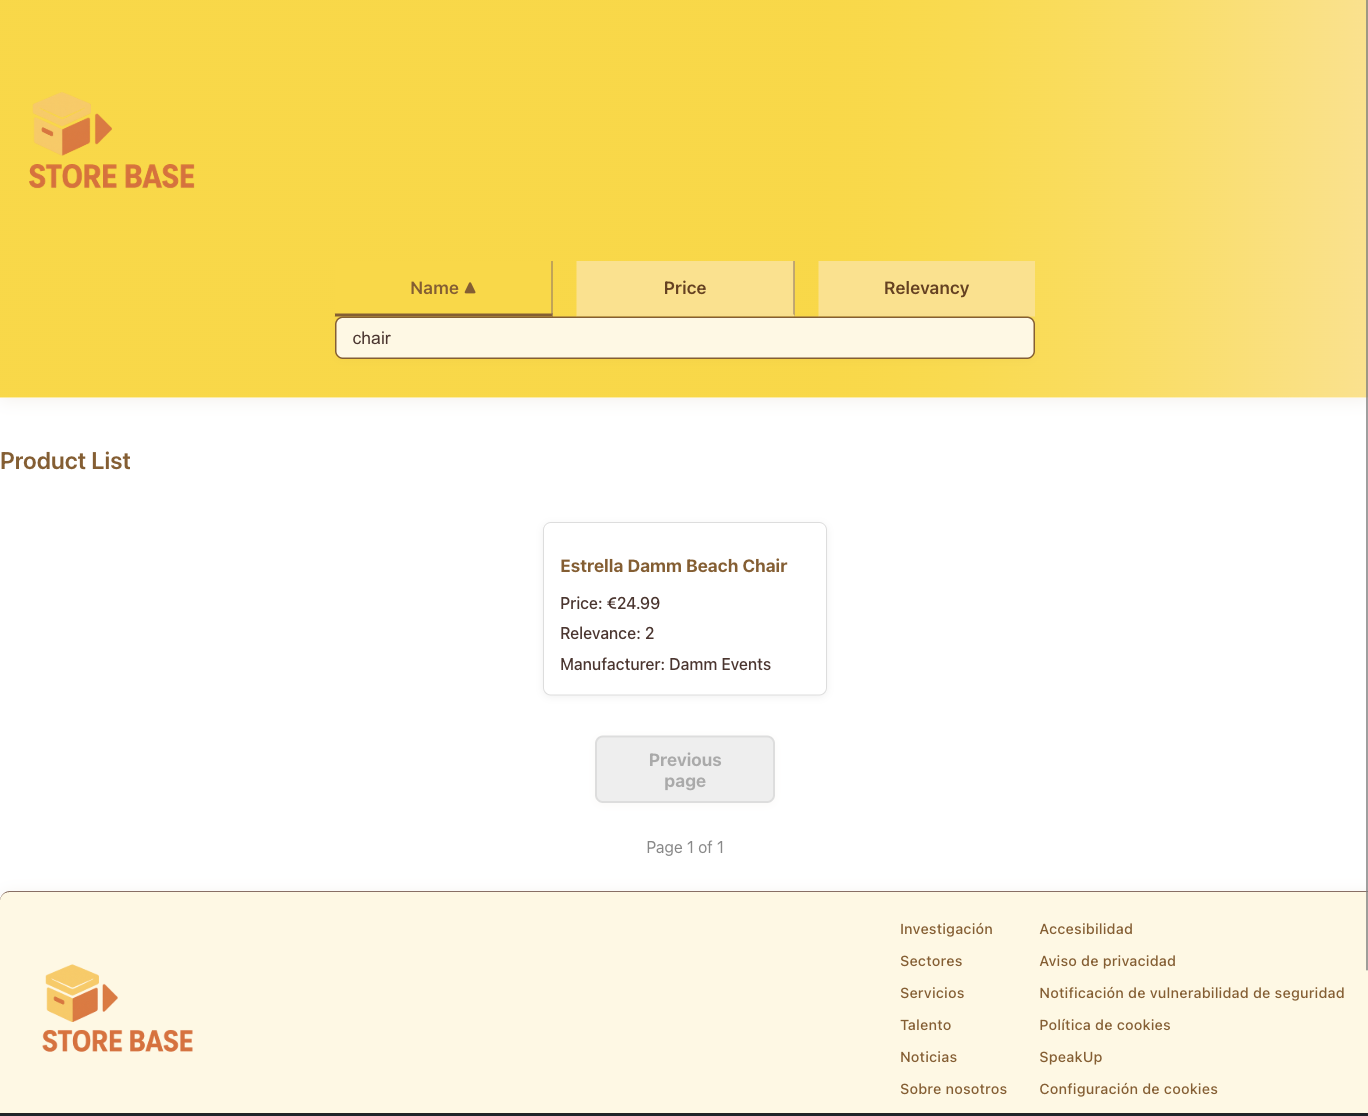 STORE BASE
Name ▲ Price Relevancy
chair
Product List
Estrella Damm Beach Chair
Price: €24.99
Relevance: 2
Manufacturer: Damm Events
Previous
page
Page 1 of 1
STORE BASE
Investigación
Sectores
Servicios
Talento
Noticias
Sobre nosotros
Accesibilidad
Aviso de privacidad
Notificación de vulnerabilidad de seguridad
Política de cookies
SpeakUp
Configuración de cookies